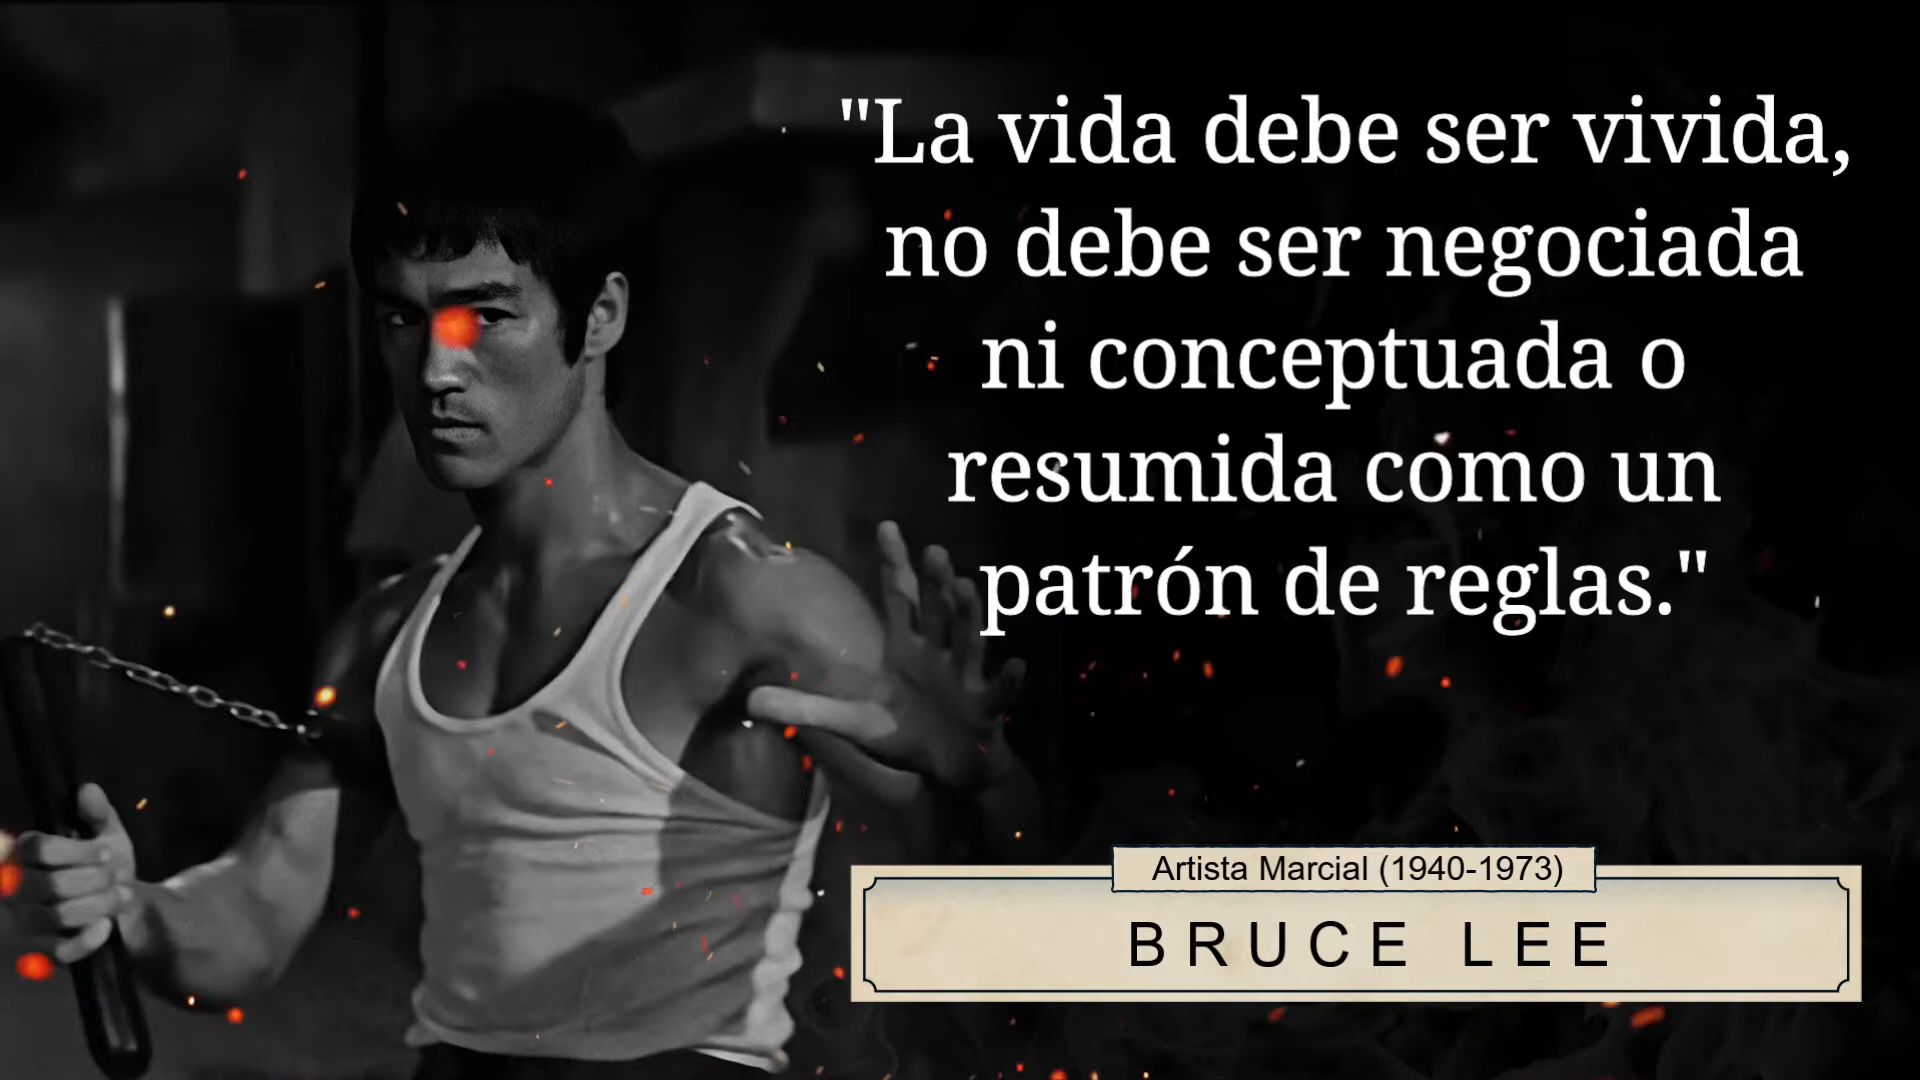 "La vida debe ser vivida,
no debe ser negociada
ni conceptuada o
resumida como un
patrón de reglas."
Artista Marcial (1940-1973)
BRUCE LEE